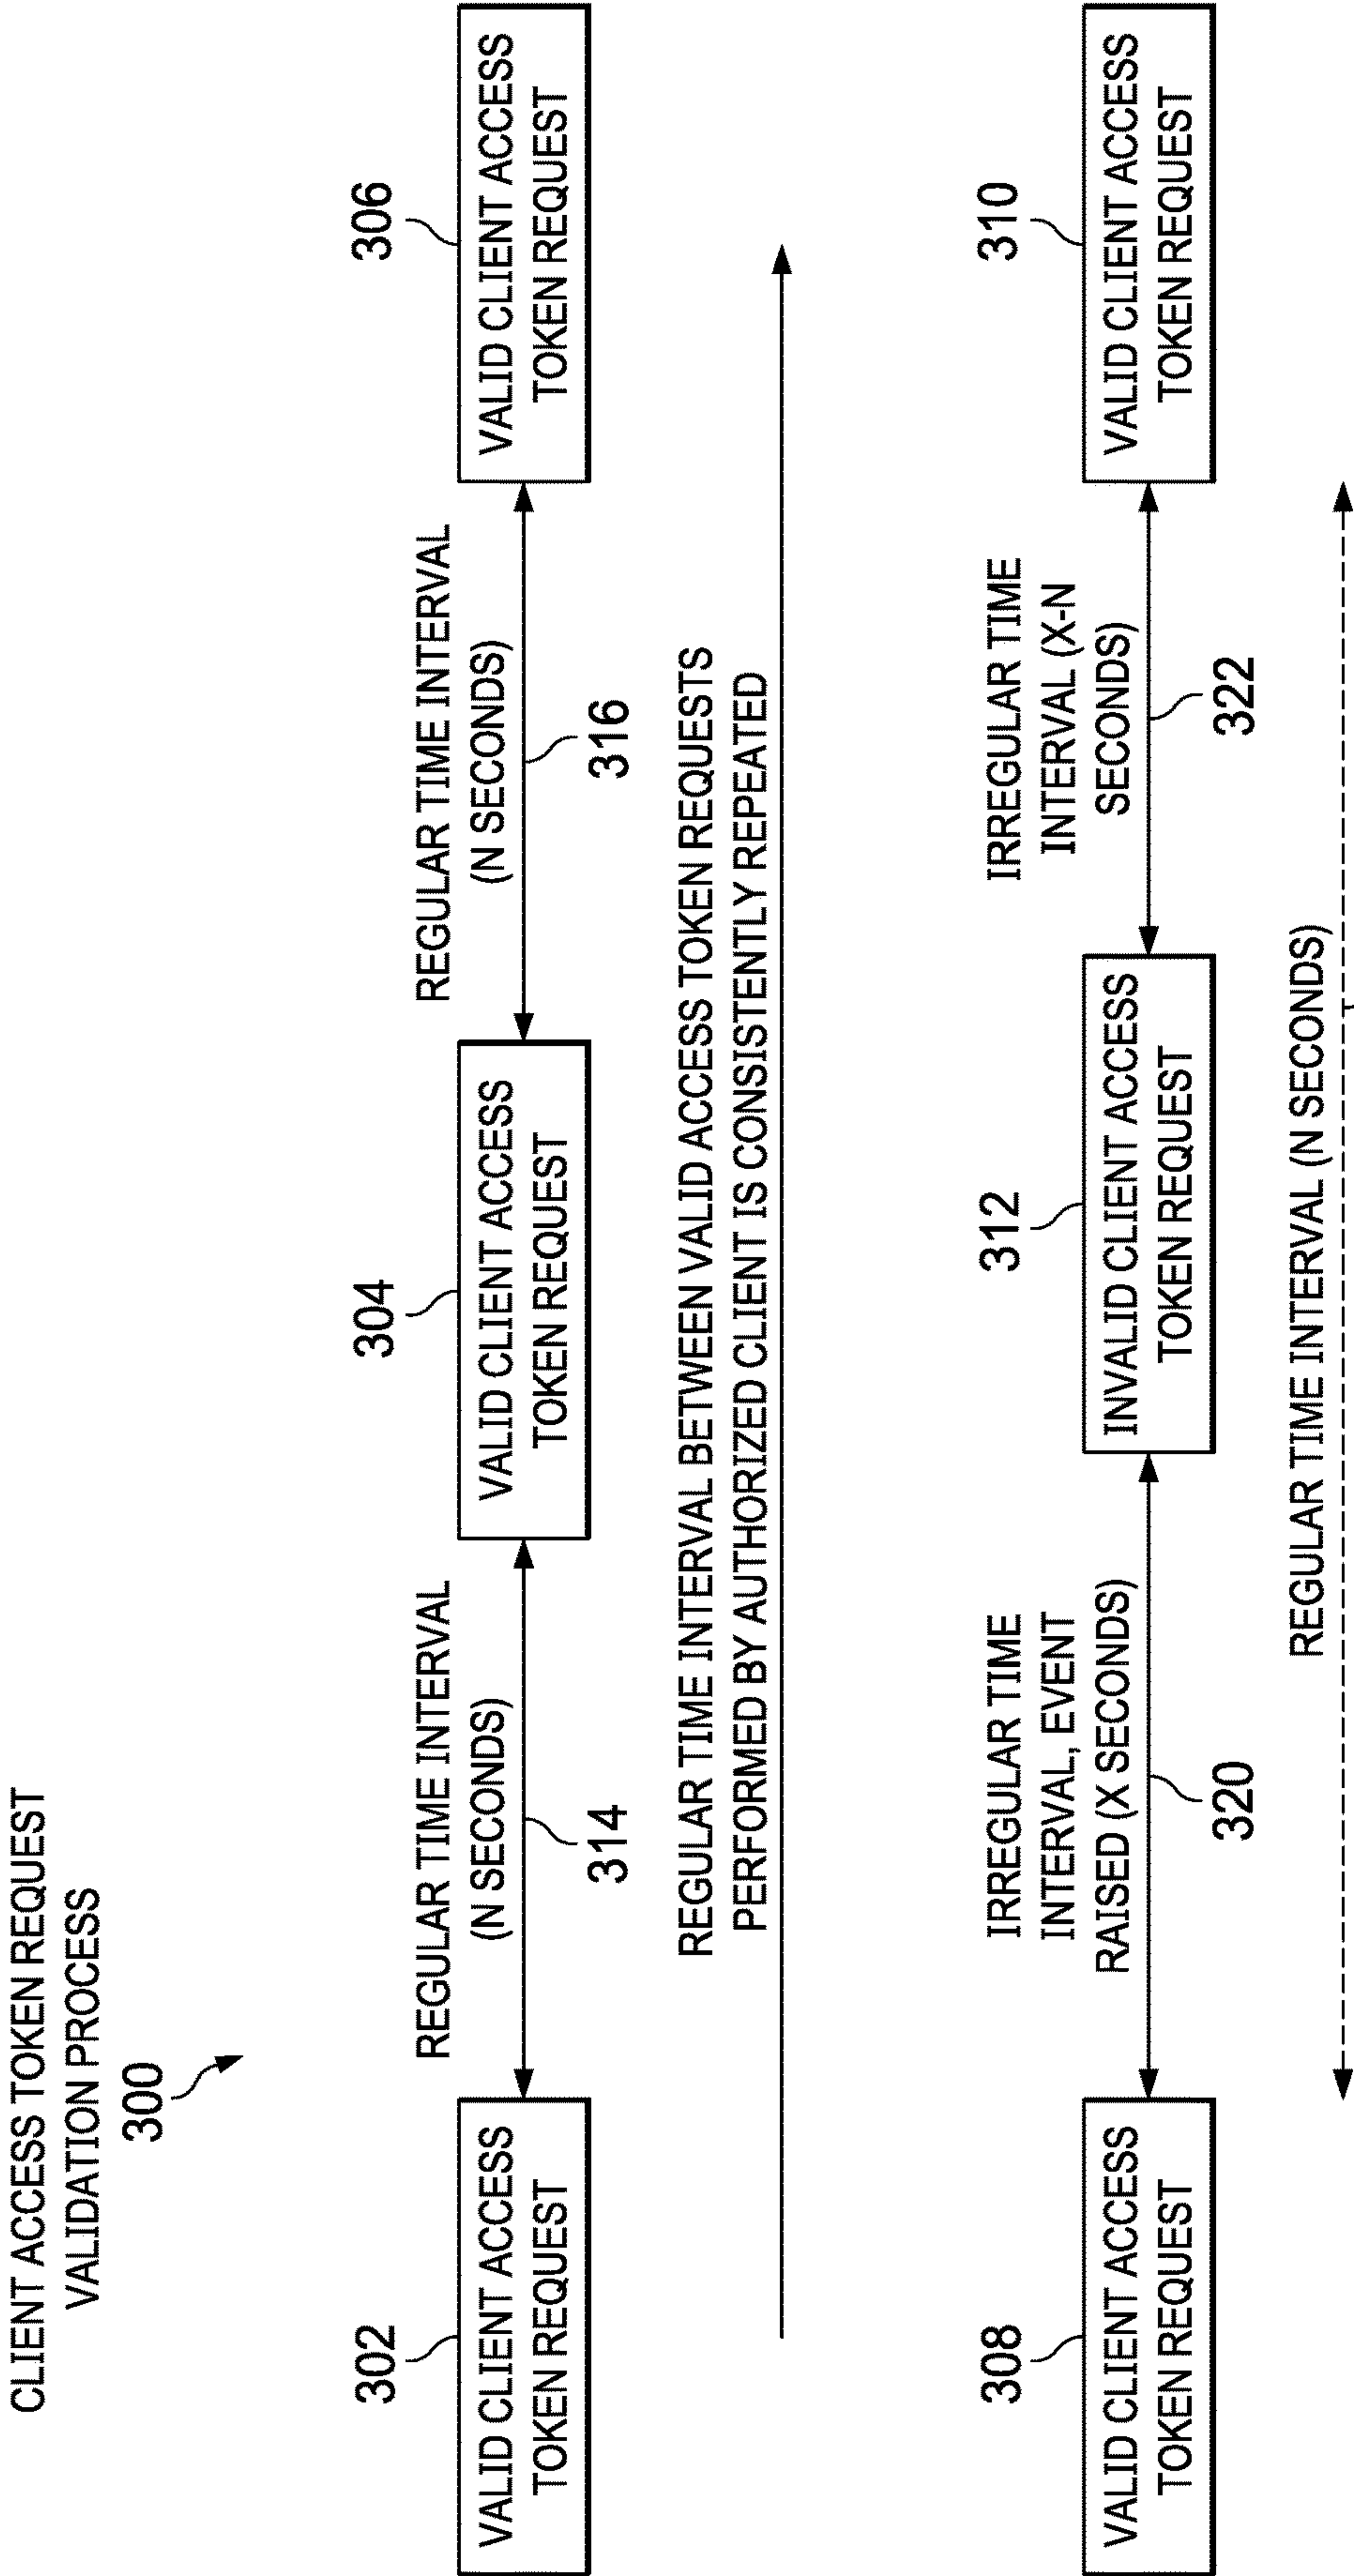 CLIENT ACCESS TOKEN REQUEST
VALIDATION PROCESS
300
302
VALID CLIENT ACCESS
TOKEN REQUEST
REGULAR TIME INTERVAL
(N SECONDS)
314
304
VALID CLIENT ACCESS
TOKEN REQUEST
REGULAR TIME INTERVAL
(N SECONDS)
316
306
VALID CLIENT ACCESS
TOKEN REQUEST
REGULAR TIME INTERVAL BETWEEN VALID ACCESS TOKEN REQUESTS
PERFORMED BY AUTHORIZED CLIENT IS CONSISTENTLY REPEATED
308
VALID CLIENT ACCESS
TOKEN REQUEST
IRREGULAR TIME
INTERVAL, EVENT
RAISED (X SECONDS)
320
312
INVALID CLIENT ACCESS
TOKEN REQUEST
IRREGULAR TIME
INTERVAL (X-N
SECONDS)
322
310
VALID CLIENT ACCESS
TOKEN REQUEST
REGULAR TIME INTERVAL (N SECONDS)